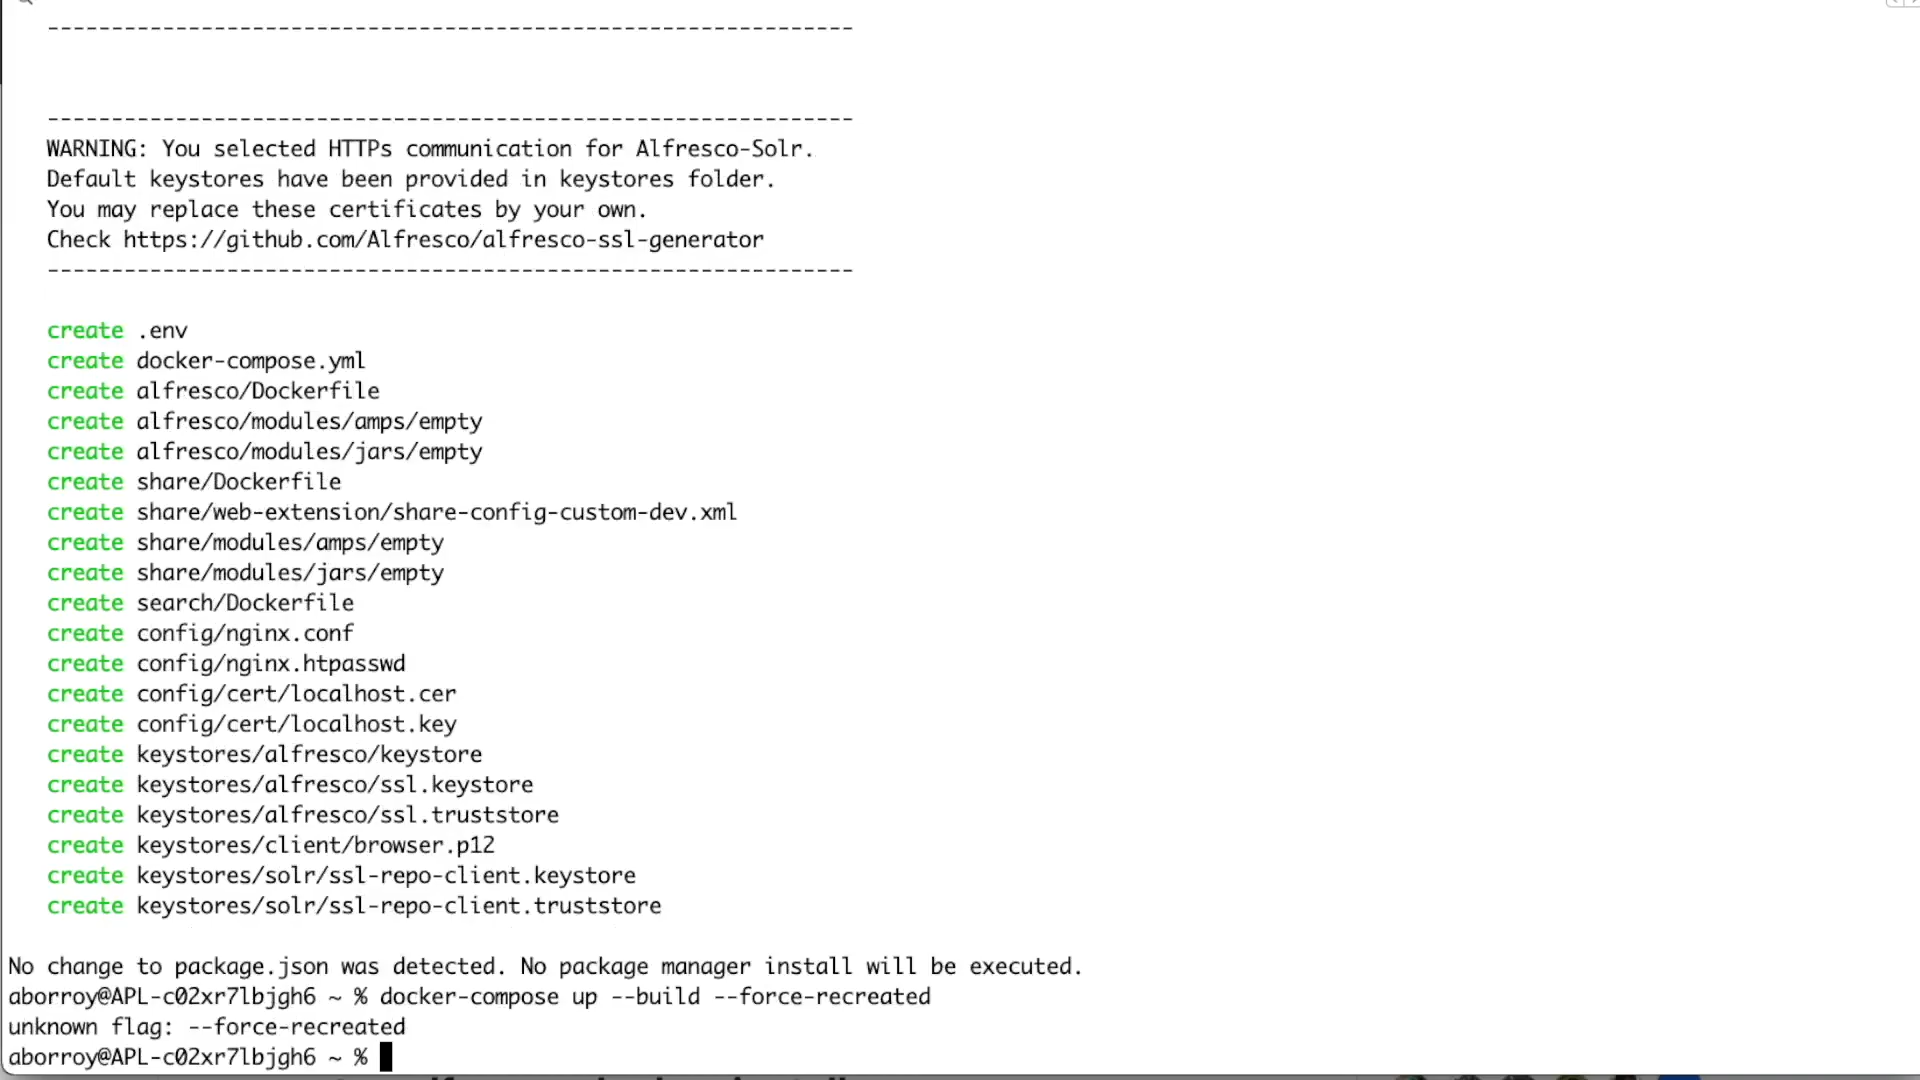 ---------------------------------------------------------------
---------------------------------------------------------------
WARNING: You selected HTTPs communication for Alfresco-Solr.
Default keystores have been provided in keystores folder.
You may replace these certificates by your own.
Check https://github.com/Alfresco/alfresco-ssl-generator
---------------------------------------------------------------
create .env
create docker-compose.yml
create alfresco/Dockerfile
create alfresco/modules/amps/empty
create alfresco/modules/jars/empty
create share/Dockerfile
create share/web-extension/share-config-custom-dev.xml
create share/modules/amps/empty
create share/modules/jars/empty
create search/Dockerfile
create config/nginx.conf
create config/nginx.htpasswd
create config/cert/localhost.cer
create config/cert/localhost.key
create keystores/alfresco/keystore
create keystores/alfresco/ssl.keystore
create keystores/alfresco/ssl.truststore
create keystores/client/browser.p12
create keystores/solr/ssl-repo-client.keystore
create keystores/solr/ssl-repo-client.truststore
No change to package.json was detected. No package manager install will be executed.
aborroy@APL-c02xr7lbjgh6 ~ % docker-compose up --build --force-recreated
unknown flag: --force-recreated
aborroy@APL-c02xr7lbjgh6 ~ %